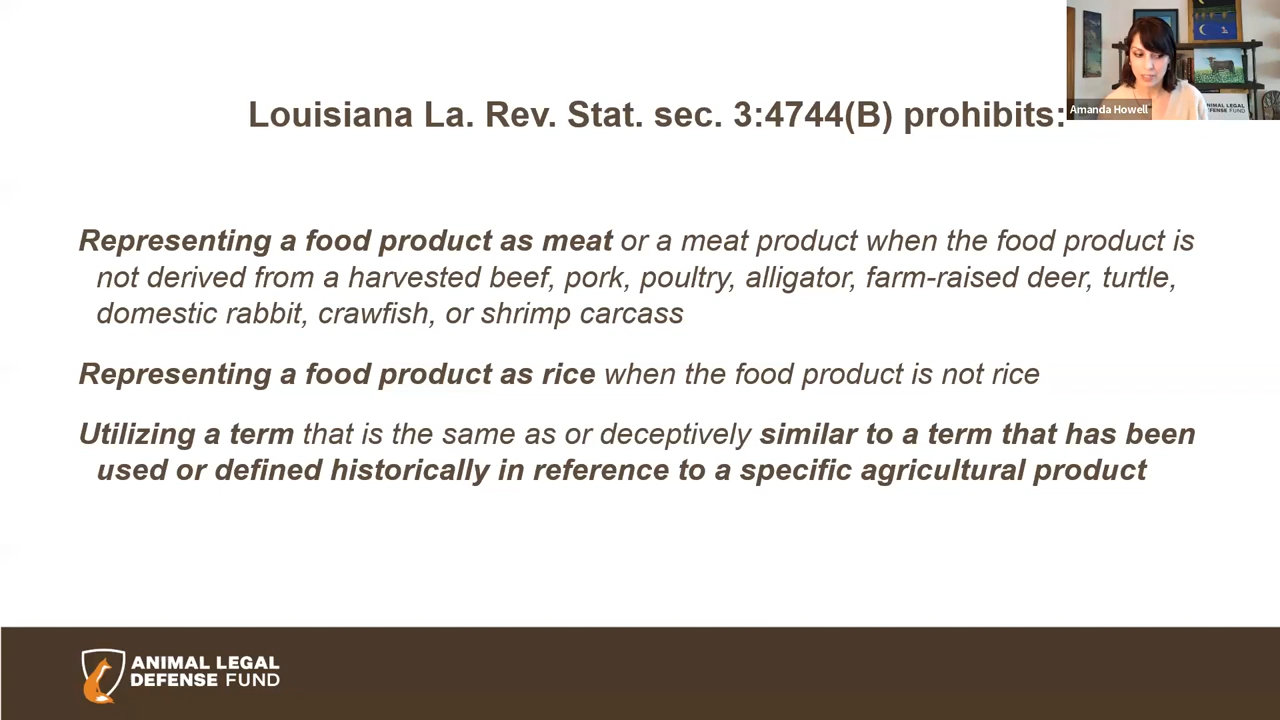 Louisiana La. Rev. Stat. sec. 3:4744(B) prohibits:
Amanda Howell
ANIMAL LEGAL
DEFENSE FUND
Representing a food product as meat or a meat product when the food product is
not derived from a harvested beef, pork, poultry, alligator, farm-raised deer, turtle,
domestic rabbit, crawfish, or shrimp carcass
Representing a food product as rice when the food product is not rice
Utilizing a term that is the same as or deceptively similar to a term that has been
used or defined historically in reference to a specific agricultural product
ANIMAL LEGAL
DEFENSE FUND